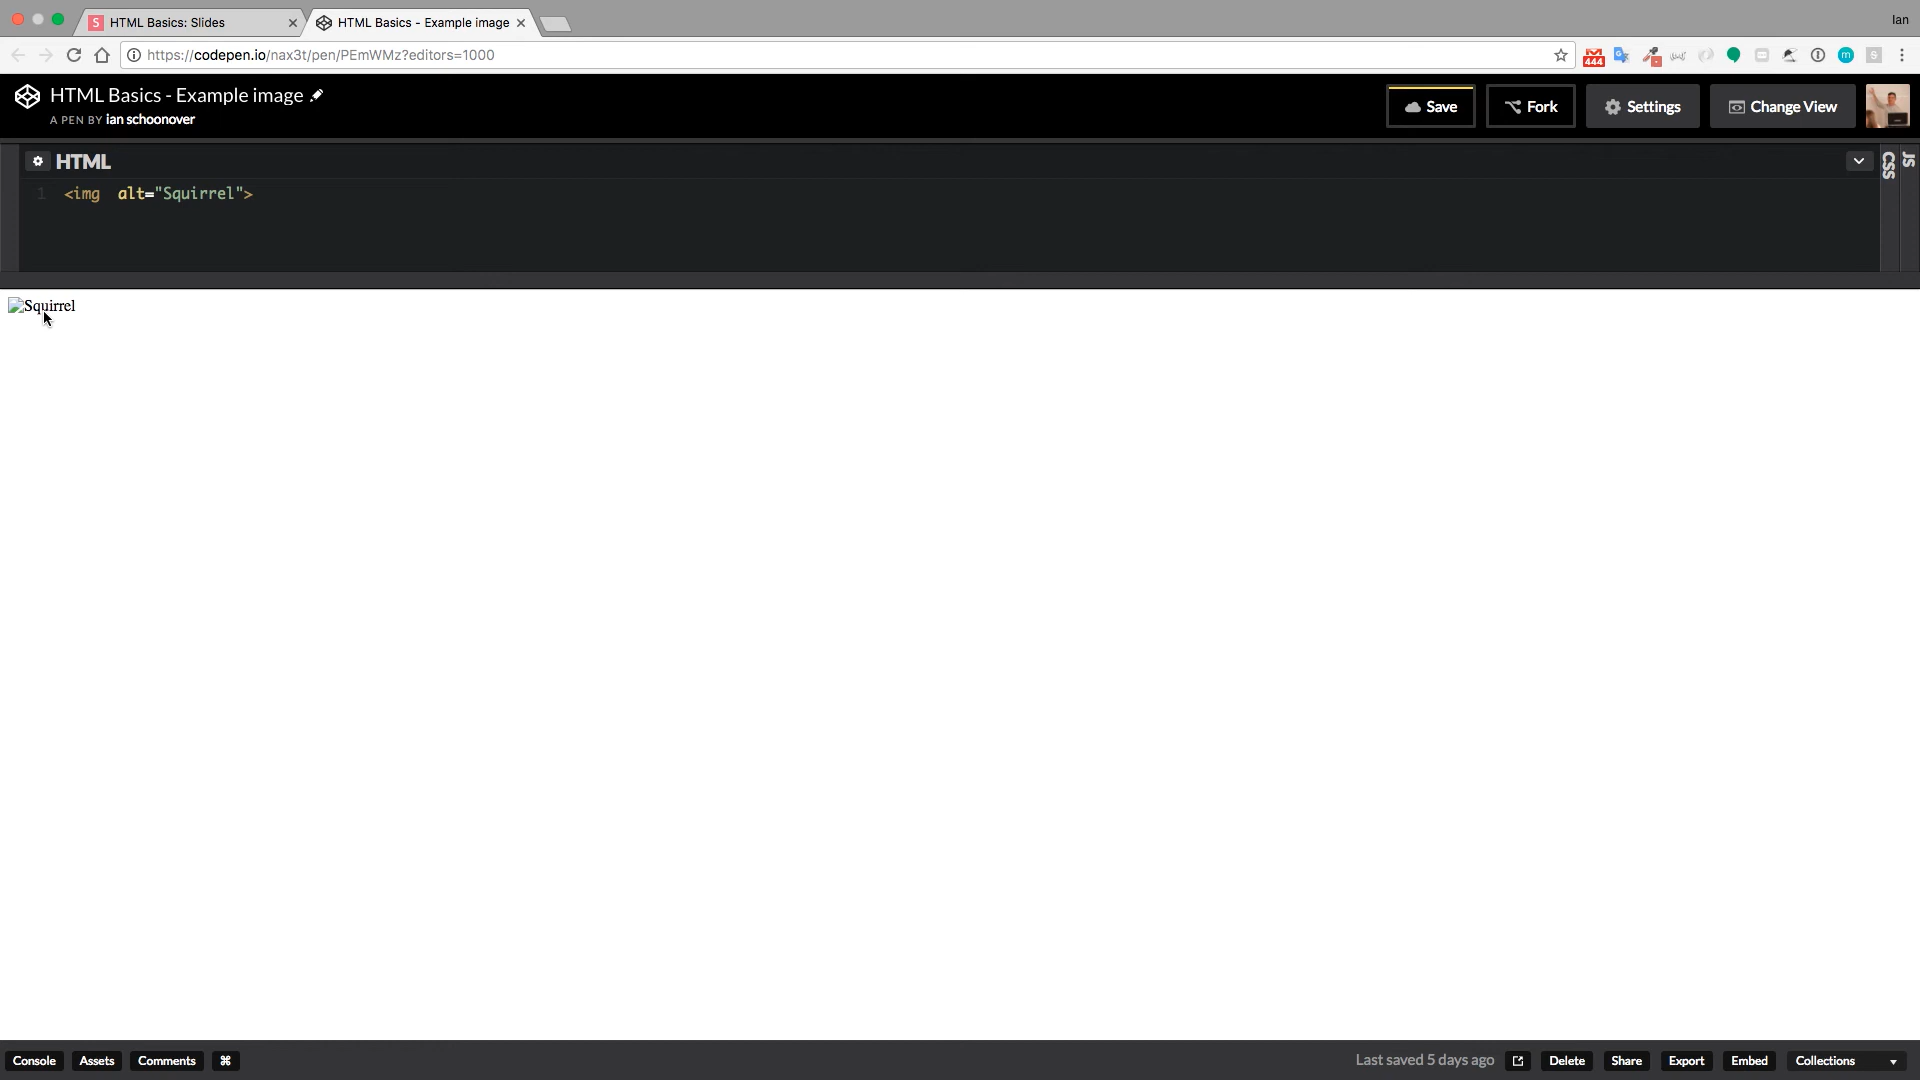 Ian
S HTML Basics: Slides
HTML Basics - Example image
https://codepen.io/nax3t/pen/PEmWMz?editors=1000
444
m
S
HTML Basics - Example image
A PEN BY ian schoonover
Save
Fork
Settings
Change View
HTML
CSS
JS
1 <img  alt="Squirrel">
Squirrel
Console
Assets
Comments
⌘
Last saved 5 days ago
Delete
Share
Export
Embed
Collections